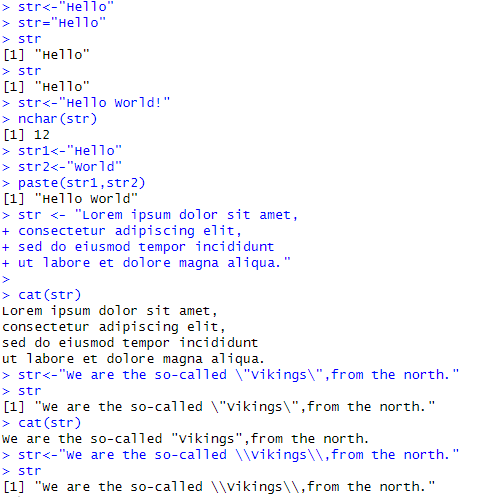 > str<-"Hello"
> str="Hello"
> str
[1] "Hello"
> str
[1] "Hello"
> str<-"Hello World!"
> nchar(str)
[1] 12
> str1<-"Hello"
> str2<-"World"
> paste(str1,str2)
[1] "Hello World"
> str <- "Lorem ipsum dolor sit amet,
+ consectetur adipiscing elit,
+ sed do eiusmod tempor incididunt
+ ut labore et dolore magna aliqua."
>
> cat(str)
Lorem ipsum dolor sit amet,
consectetur adipiscing elit,
sed do eiusmod tempor incididunt
ut labore et dolore magna aliqua.
> str<-"We are the so-called \"Vikings\",from the north."
> str
[1] "We are the so-called \"Vikings\",from the north."
> cat(str)
We are the so-called "Vikings",from the north.
> str<-"We are the so-called \\Vikings\\,from the north."
> str
[1] "We are the so-called \\Vikings\\,from the north."